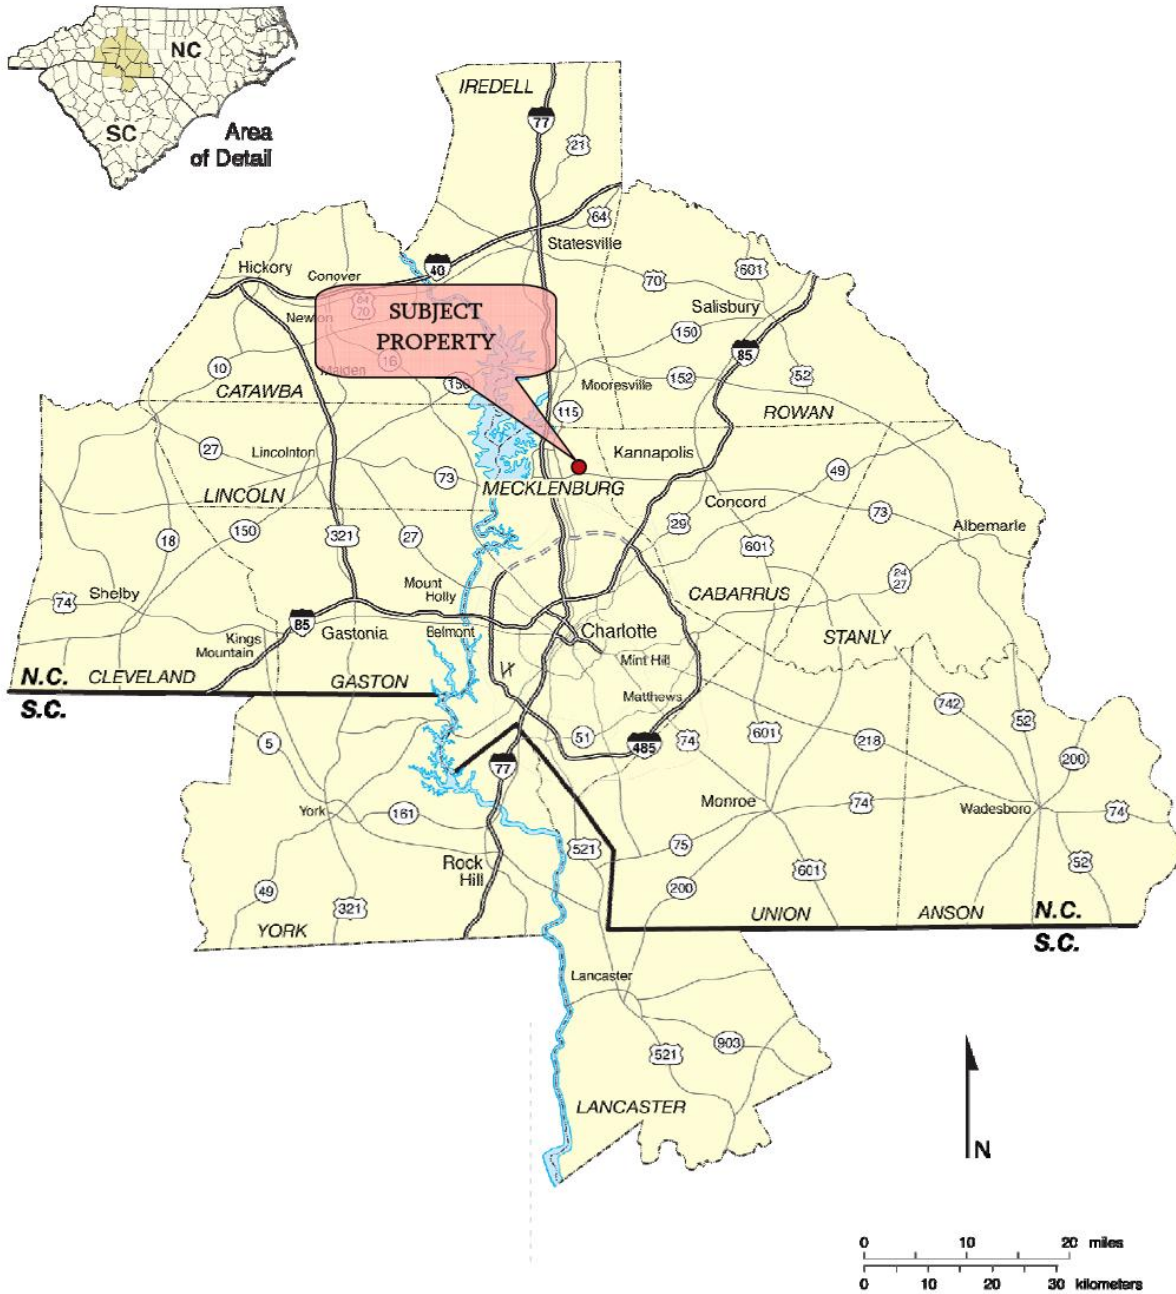 NC
SC
Area
of Detail
IREDELL
77
21
64
Statesville
40
Hickory
Conover
601
70
Salisbury
64
70
Newton
SUBJECT
PROPERTY
150
85
10
16
Maiden
150
Mooresville
152
52
CATAWBA
115
ROWAN
27
Lincolnton
Kannapolis
49
73
LINCOLN
MECKLENBURG
Concord
73
Albemarle
18
150
321
27
29
601
24
27
Shelby
74
Mount
Holly
CABARRUS
85
Gastonia
Belmont
Charlotte
STANLY
Kings
Mountain
Mint Hill
N.C.
CLEVELAND
GASTON
Matthews
S.C.
742
52
5
51
485
74
601
218
200
77
York
161
Monroe
74
Wadesboro
74
521
75
Rock
Hill
601
52
49
321
200
YORK
UNION
ANSON
N.C.
S.C.
Lancaster
521
903
LANCASTER
N
0 10 20 miles
0 10 20 30 kilometers